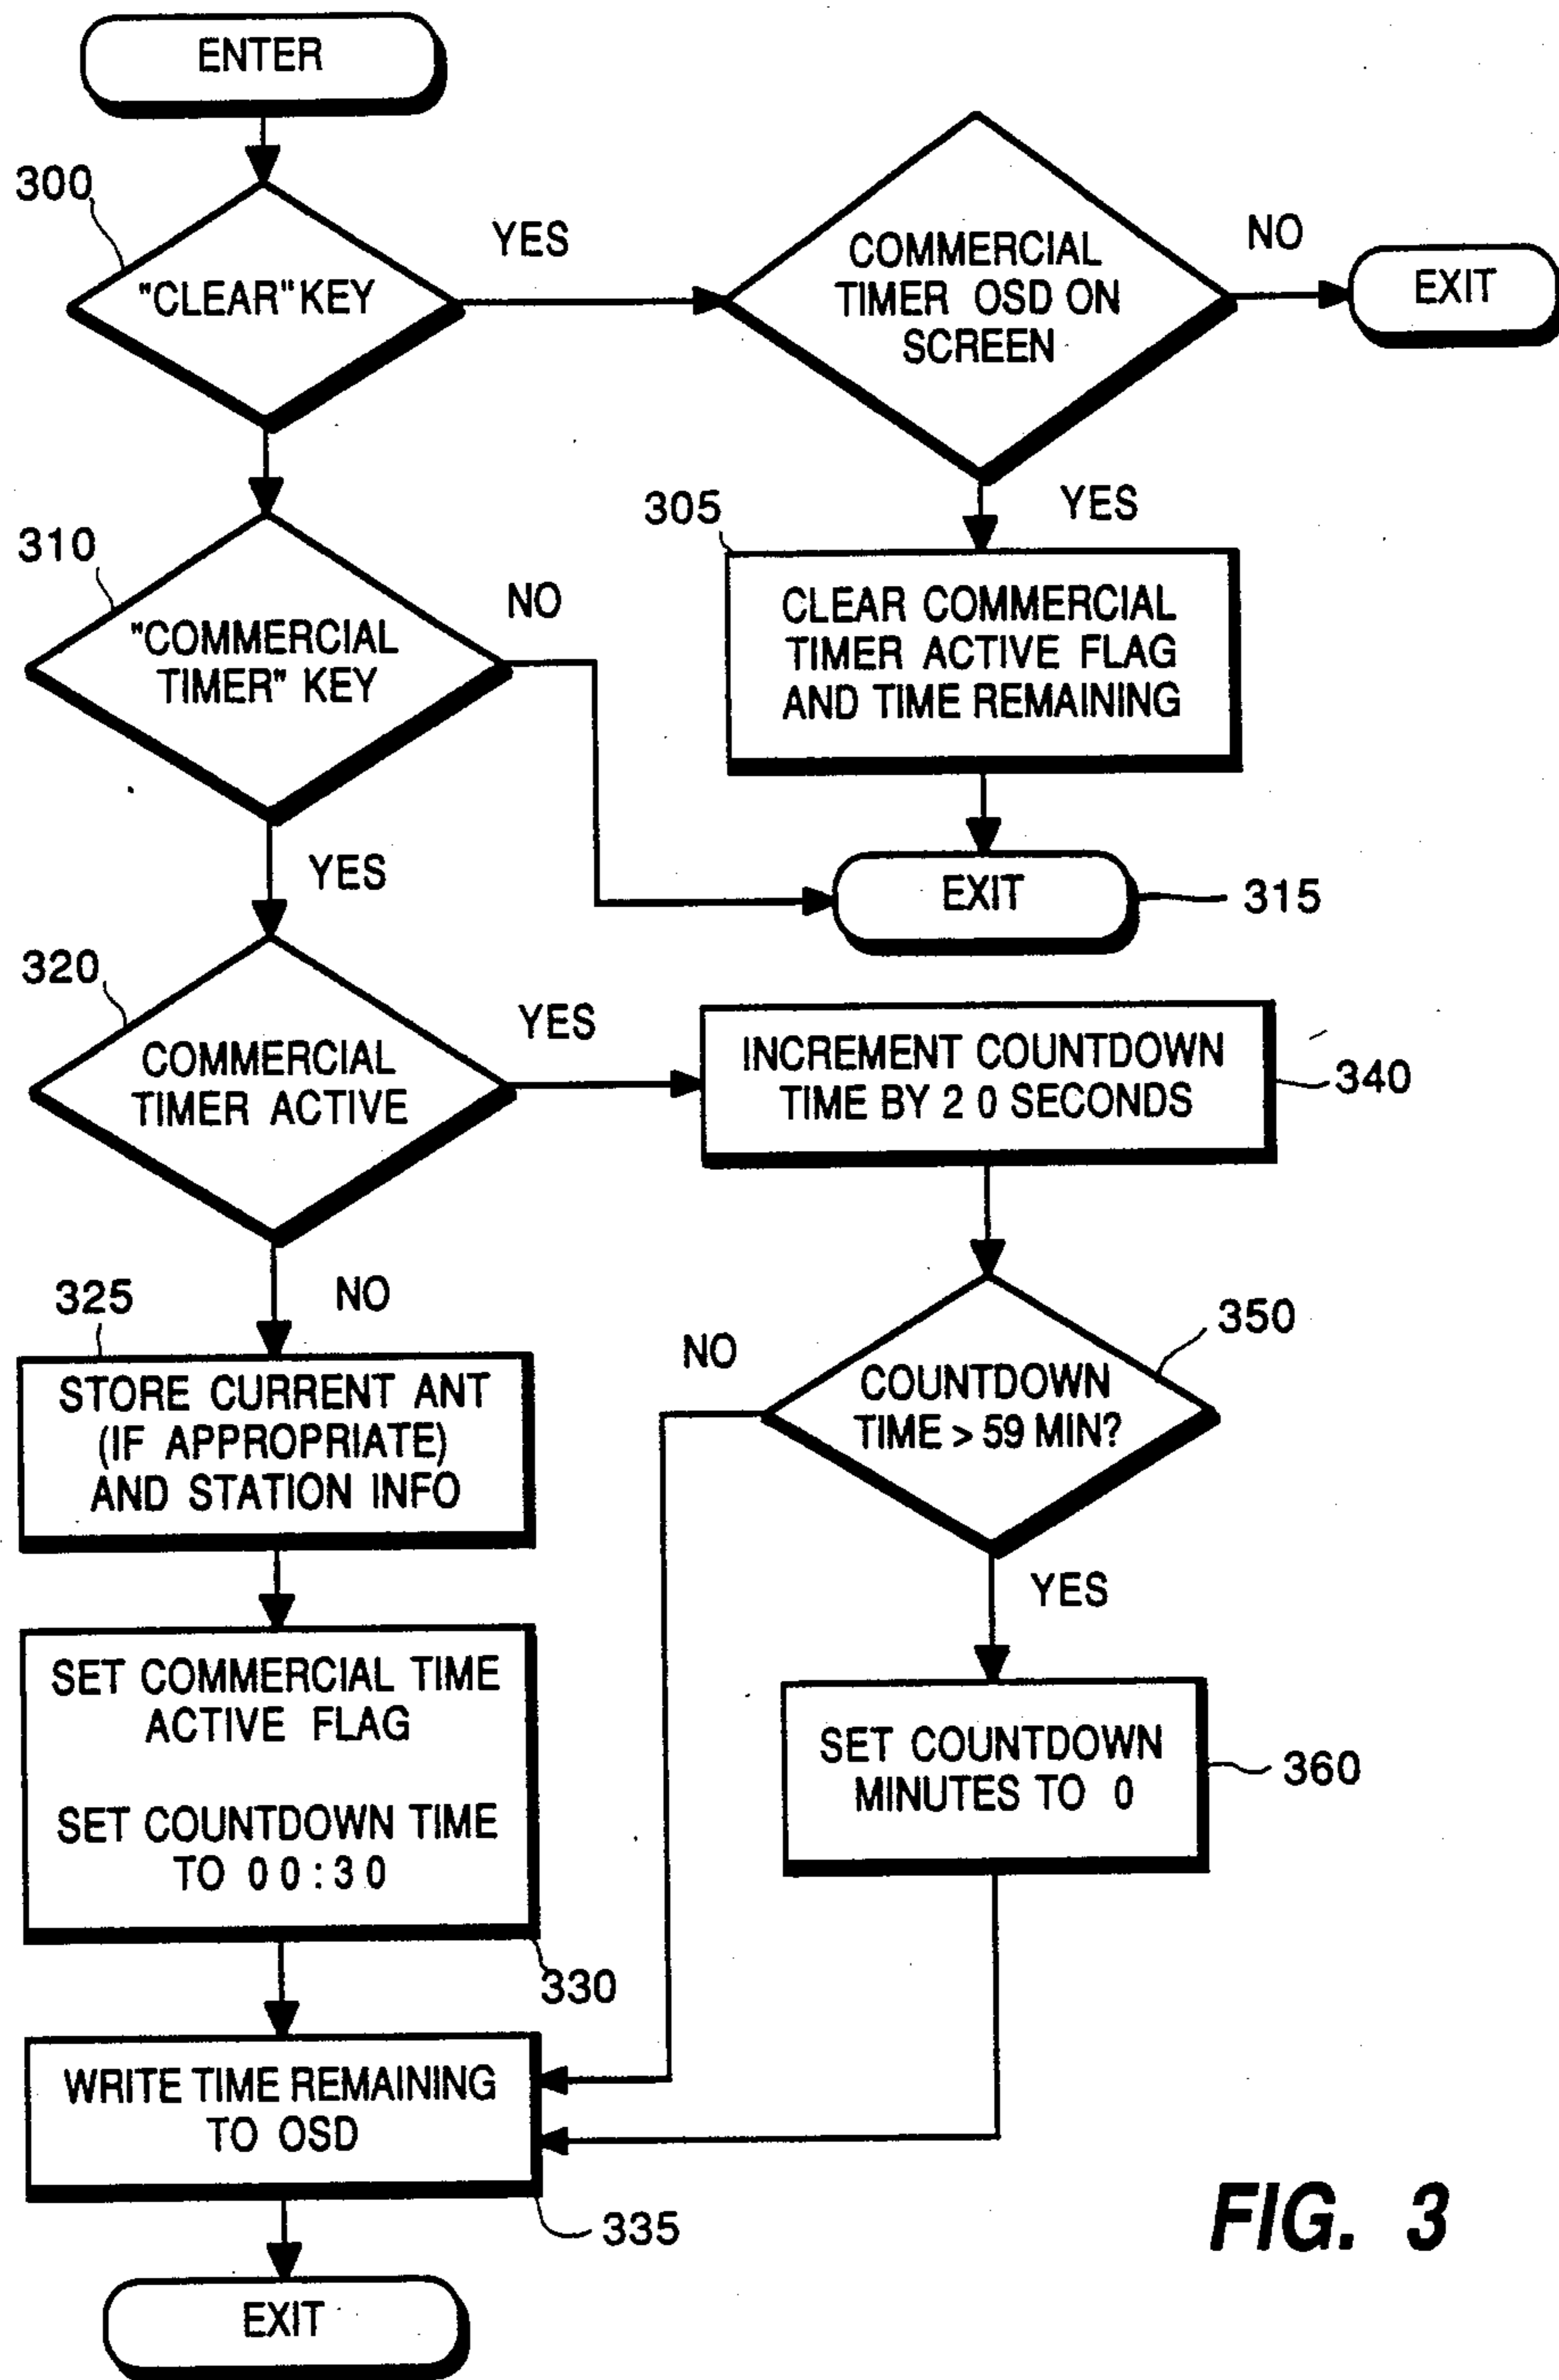 ENTER
300
"CLEAR" KEY
YES
COMMERCIAL
TIMER OSD ON
SCREEN
NO
EXIT
YES
305
CLEAR COMMERCIAL
TIMER ACTIVE FLAG
AND TIME REMAINING
EXIT
315
310
"COMMERCIAL
TIMER" KEY
NO
YES
320
COMMERCIAL
TIMER ACTIVE
YES
INCREMENT COUNTDOWN
TIME BY 2 0 SECONDS
340
NO
325
STORE CURRENT ANT
(IF APPROPRIATE)
AND STATION INFO
NO
COUNTDOWN
TIME > 59 MIN?
350
YES
SET COMMERCIAL TIME
ACTIVE FLAG
SET COUNTDOWN TIME
TO 0 0 : 3 0
330
SET COUNTDOWN
MINUTES TO 0
360
WRITE TIME REMAINING
TO OSD
335
EXIT
FIG. 3